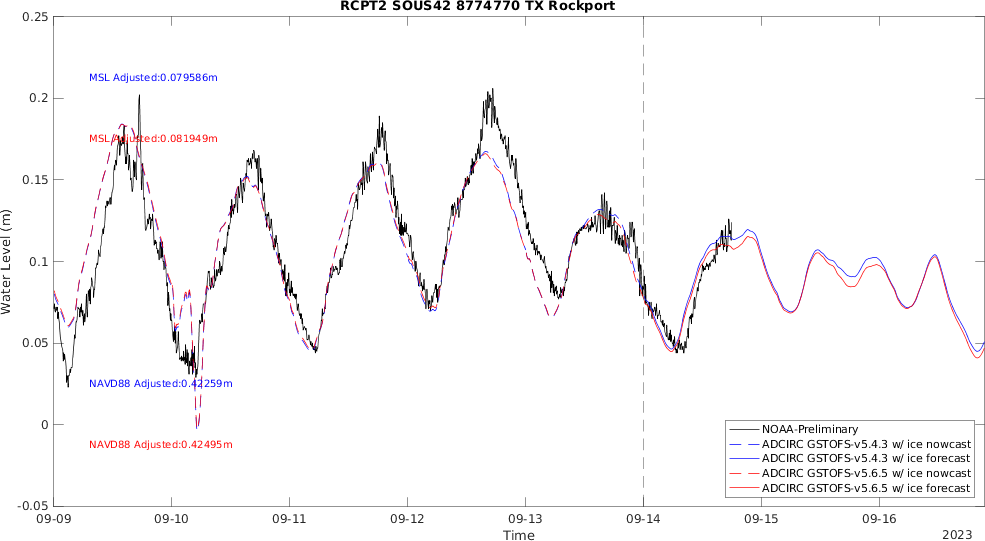 RCPT2 SOUS42 8774770 TX Rockport
0.25
0.2
0.15
0.1
0.05
0
-0.05
Water Level (m)
MSL Adjusted:0.079586m
MSL Adjusted:0.081949m
NAVD88 Adjusted:0.42259m
NAVD88 Adjusted:0.42495m
NOAA-Preliminary
ADCIRC GSTOFS-v5.4.3 w/ ice nowcast
ADCIRC GSTOFS-v5.4.3 w/ ice forecast
ADCIRC GSTOFS-v5.6.5 w/ ice nowcast
ADCIRC GSTOFS-v5.6.5 w/ ice forecast
09-09 09-10 09-11 09-12 09-13 09-14 09-15 09-16
Time
2023